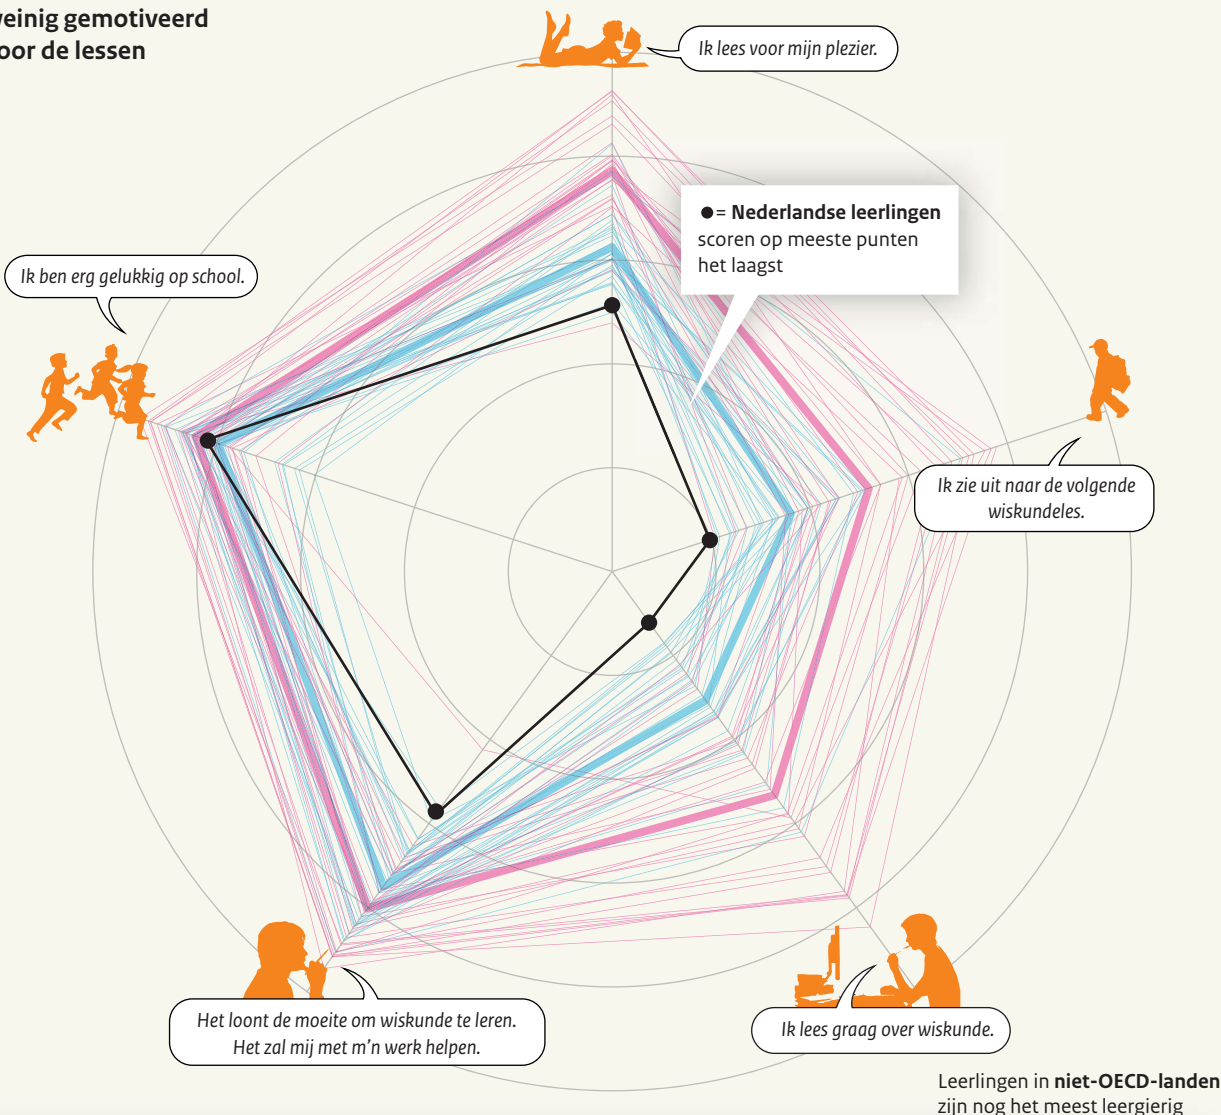 weinig gemotiveerd
voor de lessen
Ik lees voor mijn plezier.
●= Nederlandse leerlingen
scoren op meeste punten
het laagst
Ik ben erg gelukkig op school.
Ik zie uit naar de volgende
wiskundeles.
Het loont de moeite om wiskunde te leren.
Het zal mij met m’n werk helpen.
Ik lees graag over wiskunde.
Leerlingen in niet-OECD-landen
zijn nog het meest leergierig